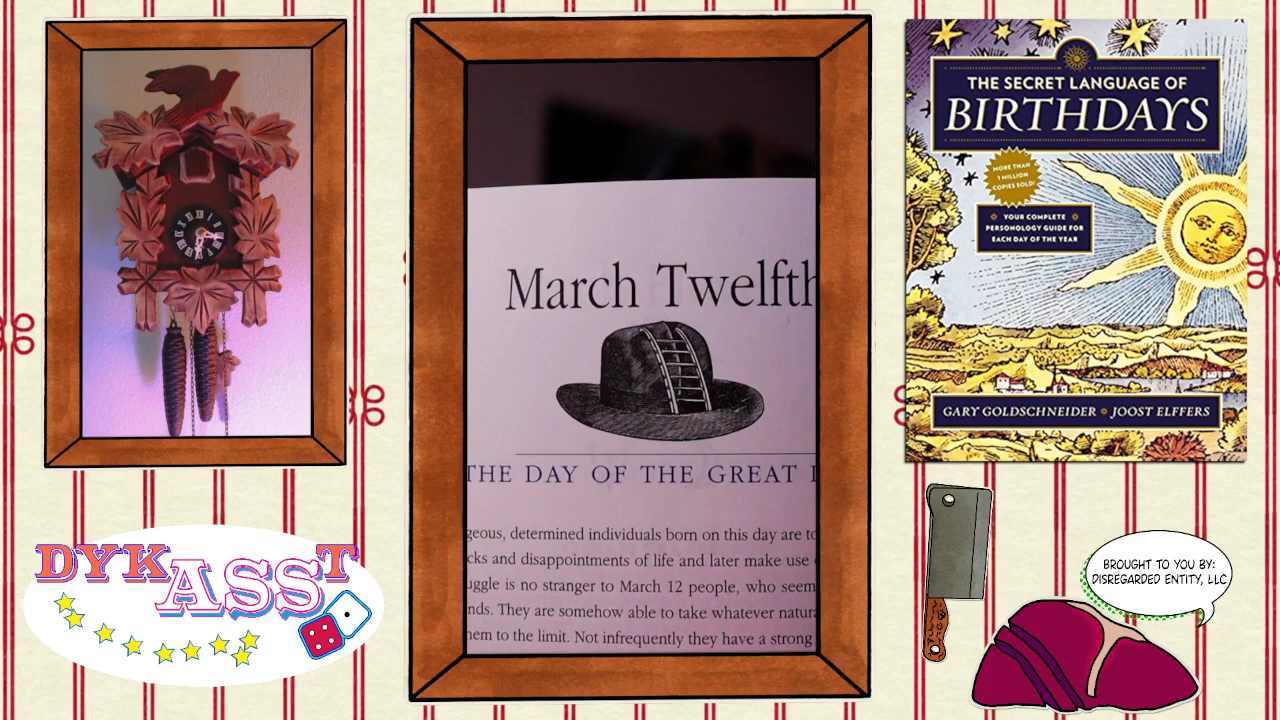 March Twelfth
THE DAY OF THE GREAT
geous, determined individuals born on this day are
cks and disappointments of life and later make use
uggle is no stranger to March 12 people, who seem
nds. They are somehow able to take whatever natura
em to the limit. Not infrequently they have a strong
THE SECRET LANGUAGE OF
BIRTHDAYS
MORE THAN
1 MILLION
COPIES SOLD!
YOUR COMPLETE
PERSONOLOGY GUIDE FOR
EACH DAY OF THE YEAR
GARY GOLDSCHNEIDER JOOST ELFFERS
DYKASST
BROUGHT TO YOU BY:
DISREGARDED ENTITY, LLC